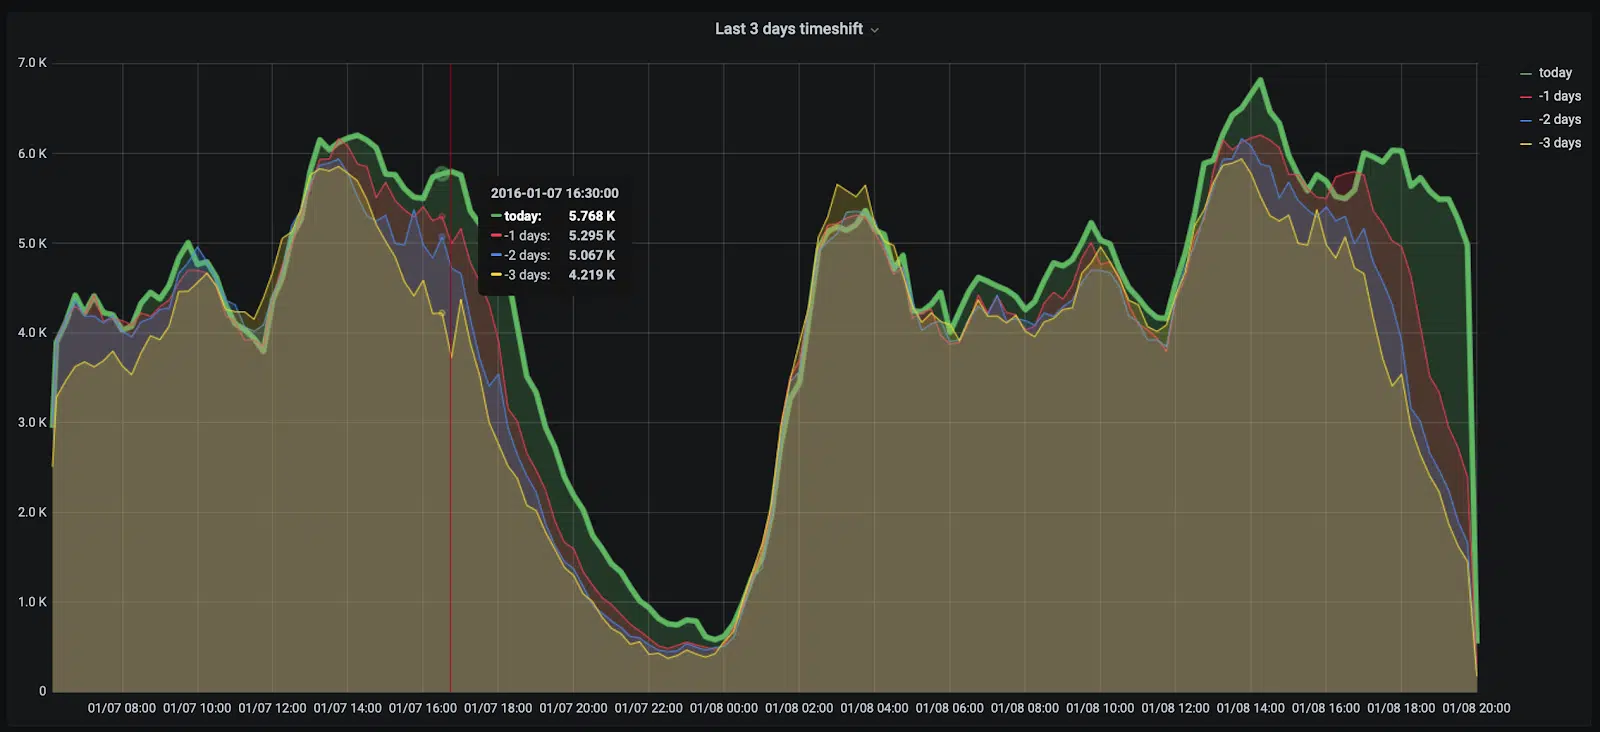 Last 3 days timeshift
7.0 K
6.0 K
5.0 K
4.0 K
3.0 K
2.0 K
1.0 K
0
today
-1 days
-2 days
-3 days
2016-01-07 16:30:00
today: 5.768 K
-1 days: 5.295 K
-2 days: 5.067 K
-3 days: 4.219 K
01/07 08:00 01/07 10:00 01/07 12:00 01/07 14:00 01/07 16:00 01/07 18:00 01/07 20:00 01/07 22:00 01/08 00:00 01/08 02:00 01/08 04:00 01/08 06:00 01/08 08:00 01/08 10:00 01/08 12:00 01/08 14:00 01/08 16:00 01/08 18:00 01/08 20:00